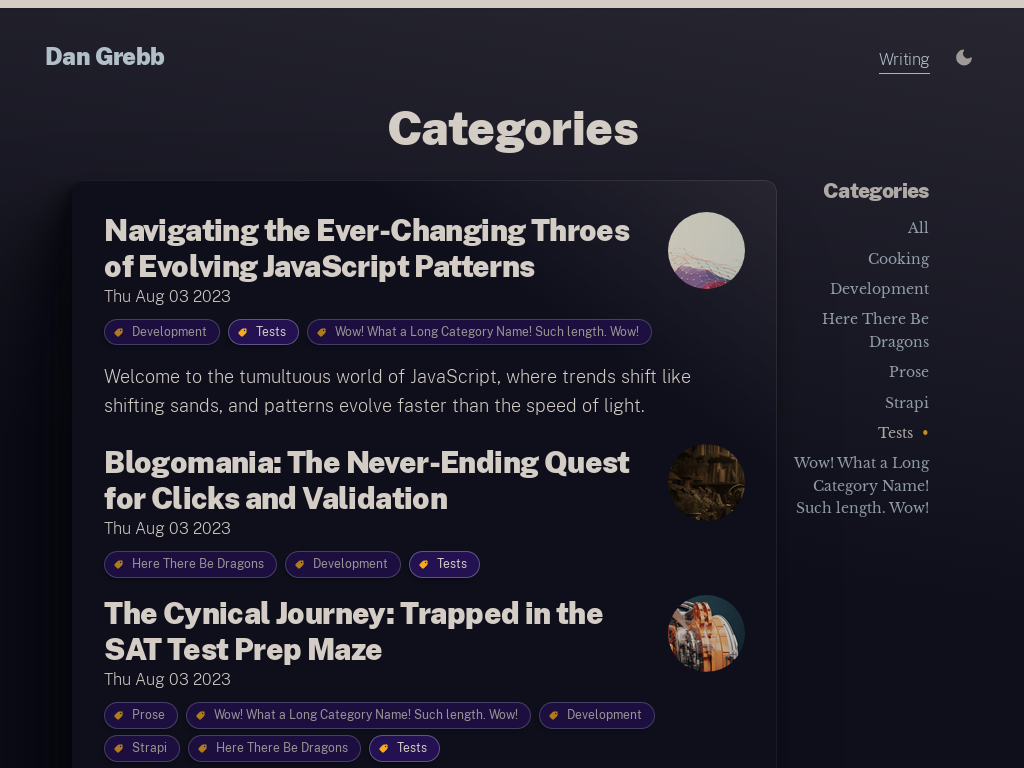 Dan Grebb
Writing
Categories
Navigating the Ever-Changing Throes
of Evolving JavaScript Patterns
Thu Aug 03 2023
Development
Tests
Wow! What a Long Category Name! Such length. Wow!
Welcome to the tumultuous world of JavaScript, where trends shift like
shifting sands, and patterns evolve faster than the speed of light.
Blogomania: The Never-Ending Quest
for Clicks and Validation
Thu Aug 03 2023
Here There Be Dragons
Development
Tests
The Cynical Journey: Trapped in the
SAT Test Prep Maze
Thu Aug 03 2023
Prose
Wow! What a Long Category Name! Such length. Wow!
Development
Strapi
Here There Be Dragons
Tests
Categories
All
Cooking
Development
Here There Be
Dragons
Prose
Strapi
Tests
Wow! What a Long
Category Name!
Such length. Wow!